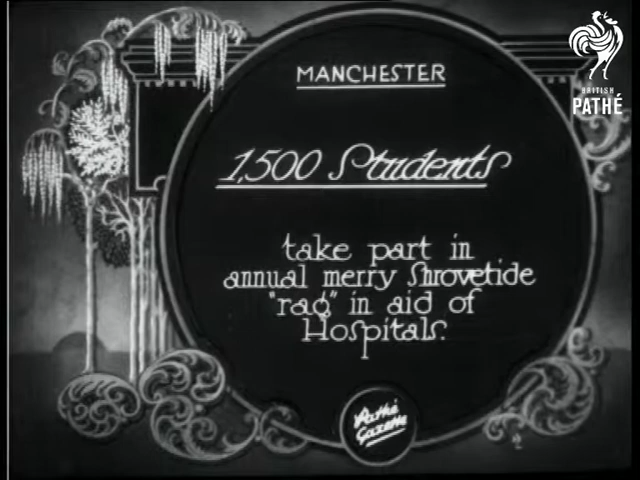 BRITISH
PATHÉ
MANCHESTER
1,500 Students
take part in
annual merry Shrovetide
"rag" in aid of
Hospitals.
Pathé
Gazette